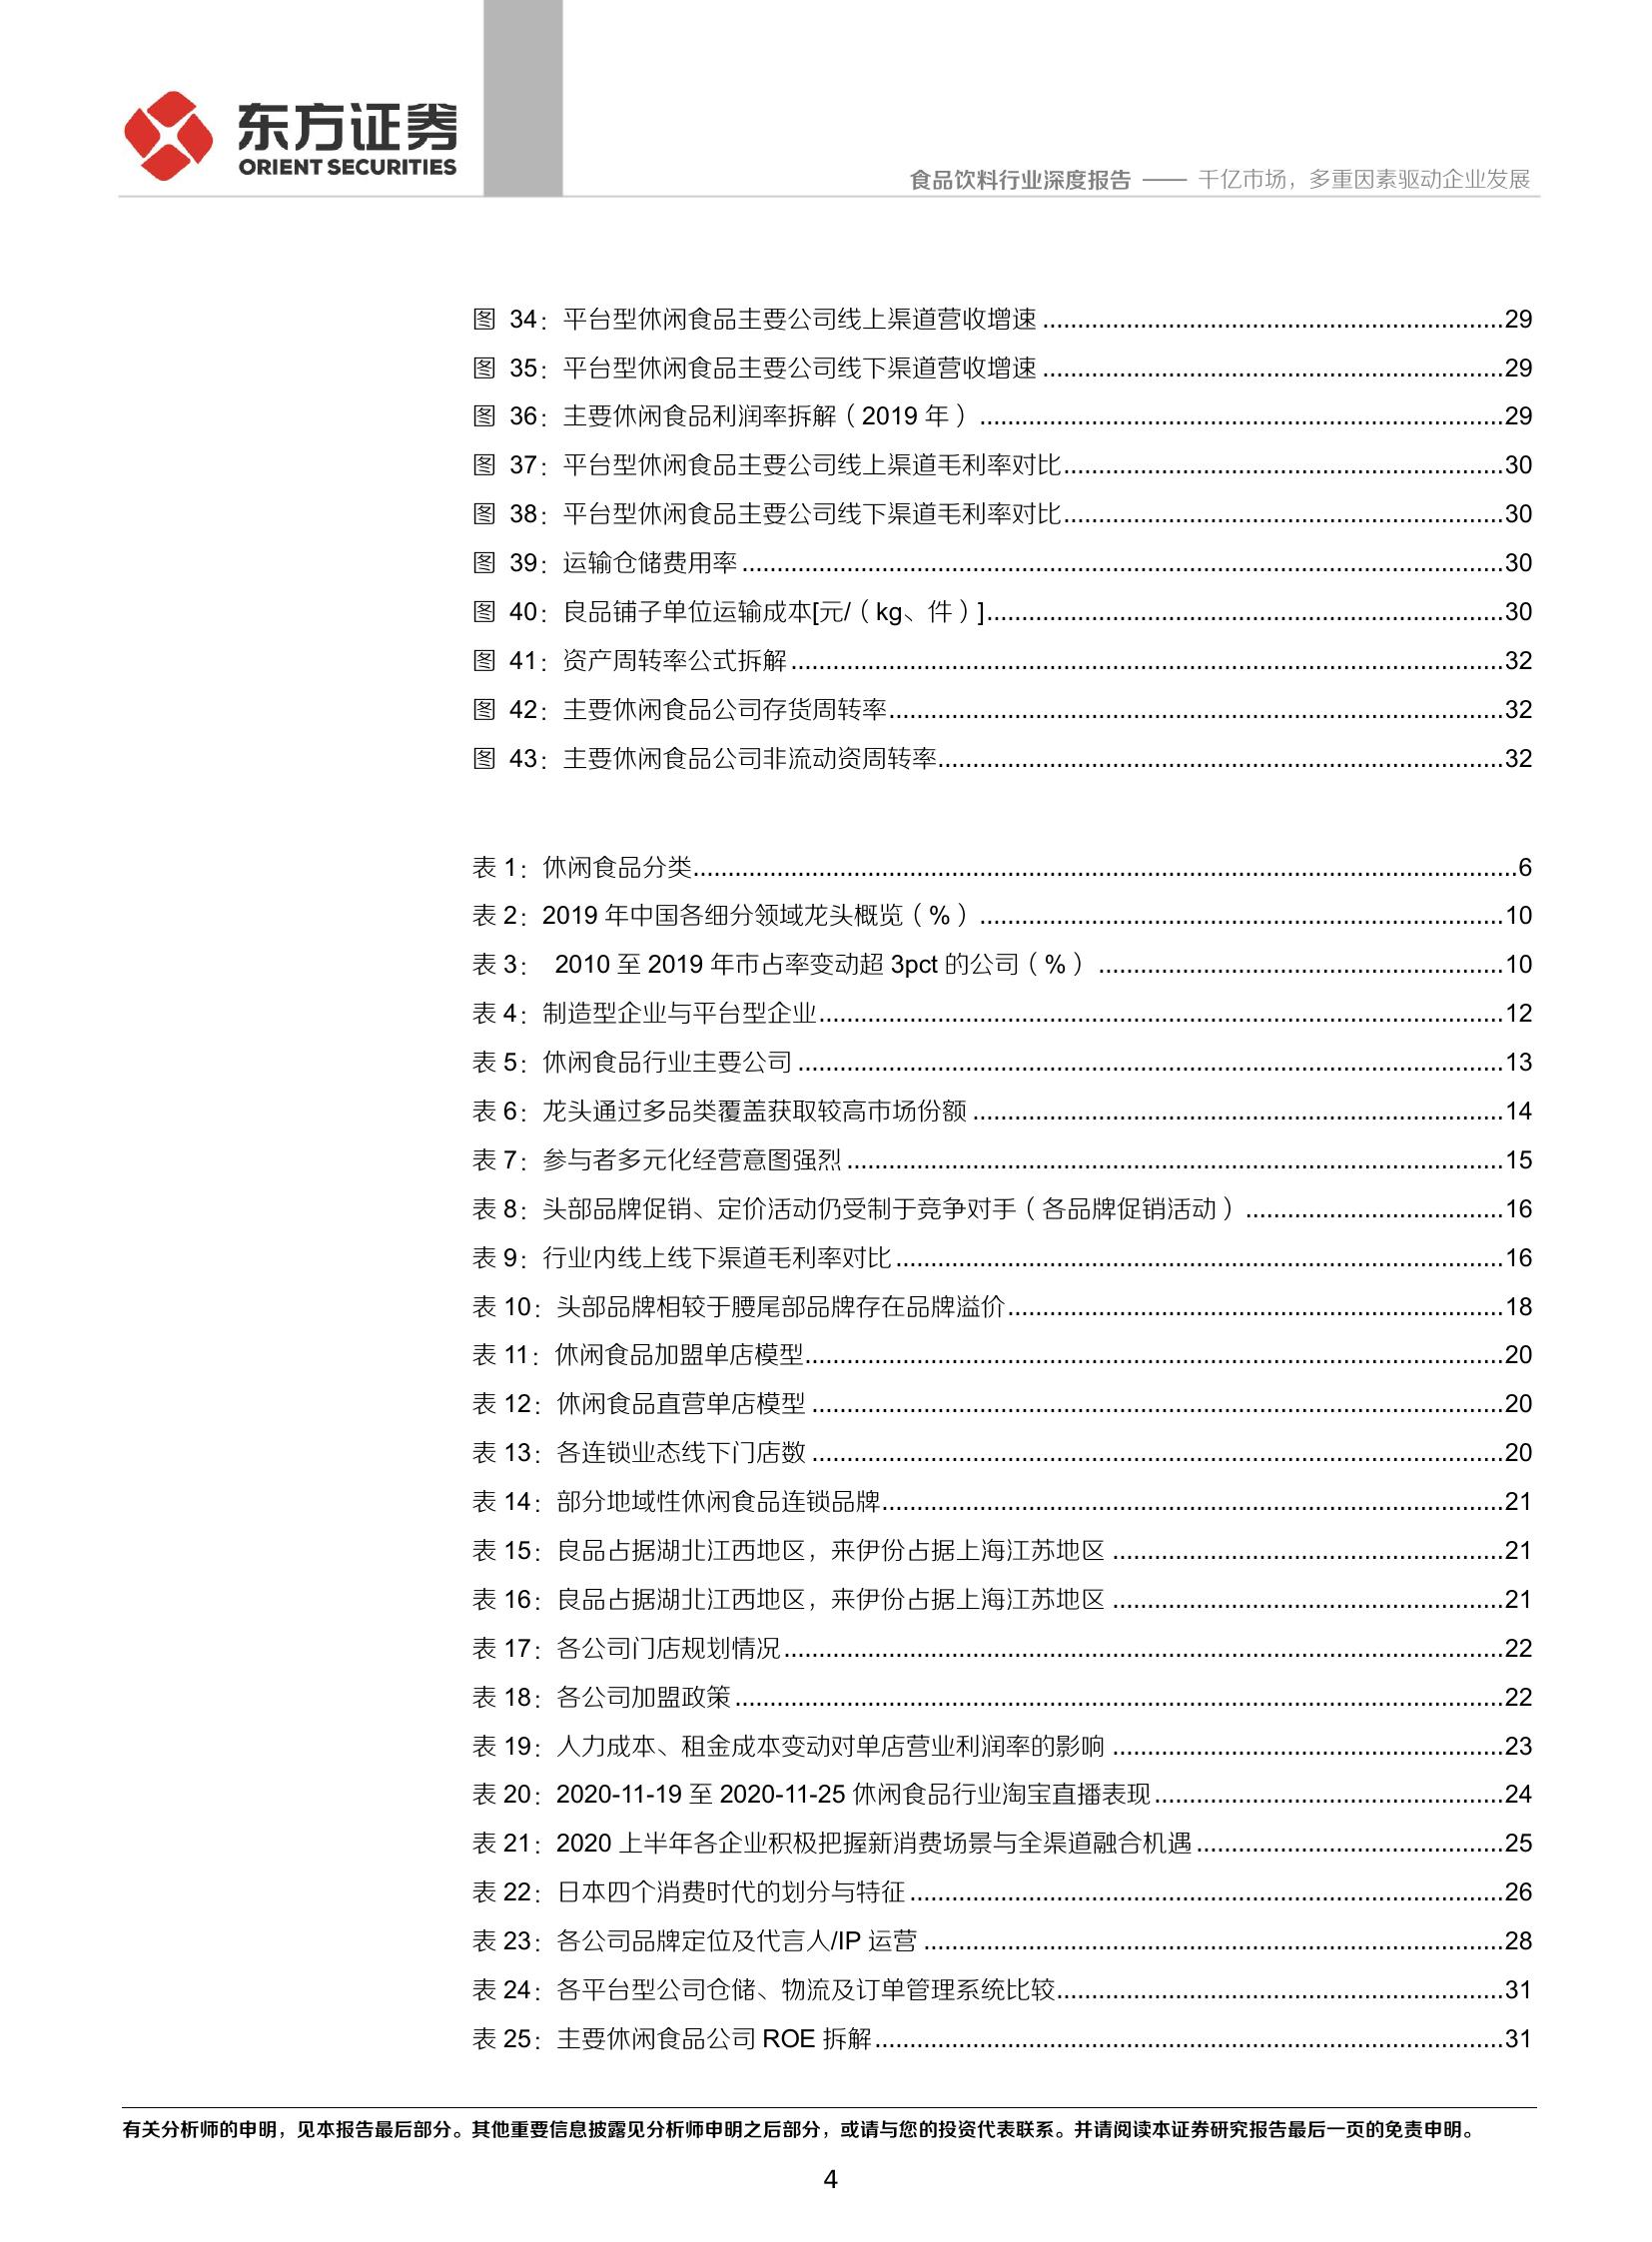 东方证券
ORIENT SECURITIES
食品饮料行业深度报告 —— 千亿市场，多重因素驱动企业发展
图 34：平台型休闲食品主要公司线上渠道营收增速 ..................................................................29
图 35：平台型休闲食品主要公司线下渠道营收增速 ..................................................................29
图 36：主要休闲食品利润率拆解（2019 年） ...........................................................................29
图 37：平台型休闲食品主要公司线上渠道毛利率对比...............................................................30
图 38：平台型休闲食品主要公司线下渠道毛利率对比...............................................................30
图 39：运输仓储费用率 .............................................................................................................30
图 40：良品铺子单位运输成本[元/（kg、件）]..........................................................................30
图 41：资产周转率公式拆解 ......................................................................................................32
图 42：主要休闲食品公司存货周转率........................................................................................32
图 43：主要休闲食品公司非流动资周转率.................................................................................32
表 1：休闲食品分类......................................................................................................................6
表 2：2019 年中国各细分领域龙头概览（%） ...........................................................................10
表 3： 2010 至 2019 年市占率变动超 3pct 的公司（%） ..........................................................10
表 4：制造型企业与平台型企业..................................................................................................12
表 5：休闲食品行业主要公司 .....................................................................................................13
表 6：龙头通过多品类覆盖获取较高市场份额 ............................................................................14
表 7：参与者多元化经营意图强烈 ..............................................................................................15
表 8：头部品牌促销、定价活动仍受制于竞争对手（各品牌促销活动） .....................................16
表 9：行业内线上线下渠道毛利率对比 .......................................................................................16
表 10：头部品牌相较于腰尾部品牌存在品牌溢价.......................................................................18
表 11：休闲食品加盟单店模型....................................................................................................20
表 12：休闲食品直营单店模型 ...................................................................................................20
表 13：各连锁业态线下门店数 ...................................................................................................20
表 14：部分地域性休闲食品连锁品牌.........................................................................................21
表 15：良品占据湖北江西地区，来伊份占据上海江苏地区 ........................................................21
表 16：良品占据湖北江西地区，来伊份占据上海江苏地区 ........................................................21
表 17：各公司门店规划情况.......................................................................................................22
表 18：各公司加盟政策 ..............................................................................................................22
表 19：人力成本、租金成本变动对单店营业利润率的影响 ........................................................23
表 20：2020-11-19 至 2020-11-25 休闲食品行业淘宝直播表现..................................................24
表 21：2020 上半年各企业积极把握新消费场景与全渠道融合机遇............................................25
表 22：日本四个消费时代的划分与特征 .....................................................................................26
表 23：各公司品牌定位及代言人/IP 运营 ...................................................................................28
表 24：各平台型公司仓储、物流及订单管理系统比较................................................................31
表 25：主要休闲食品公司 ROE 拆解..........................................................................................31
有关分析师的申明，见本报告最后部分。其他重要信息披露见分析师申明之后部分，或请与您的投资代表联系。并请阅读本证券研究报告最后一页的免责申明。
4